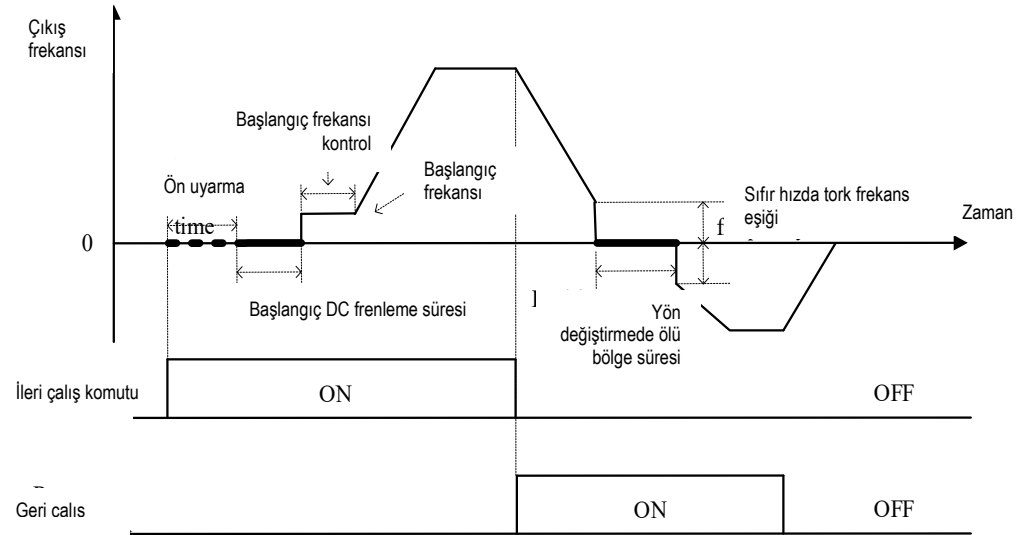 Çıkış
frekansı
Başlangıç frekansı
kontrol
Başlangıç
frekansı
Ön uyarma
time
Sıfır hızda tork frekans
eşiği
f
Zaman
0
Başlangıç DC frenleme süresi
Yön
değiştirmede ölü
bölge süresi
İleri çalış komutu
ON
OFF
Geri calıs
ON
OFF